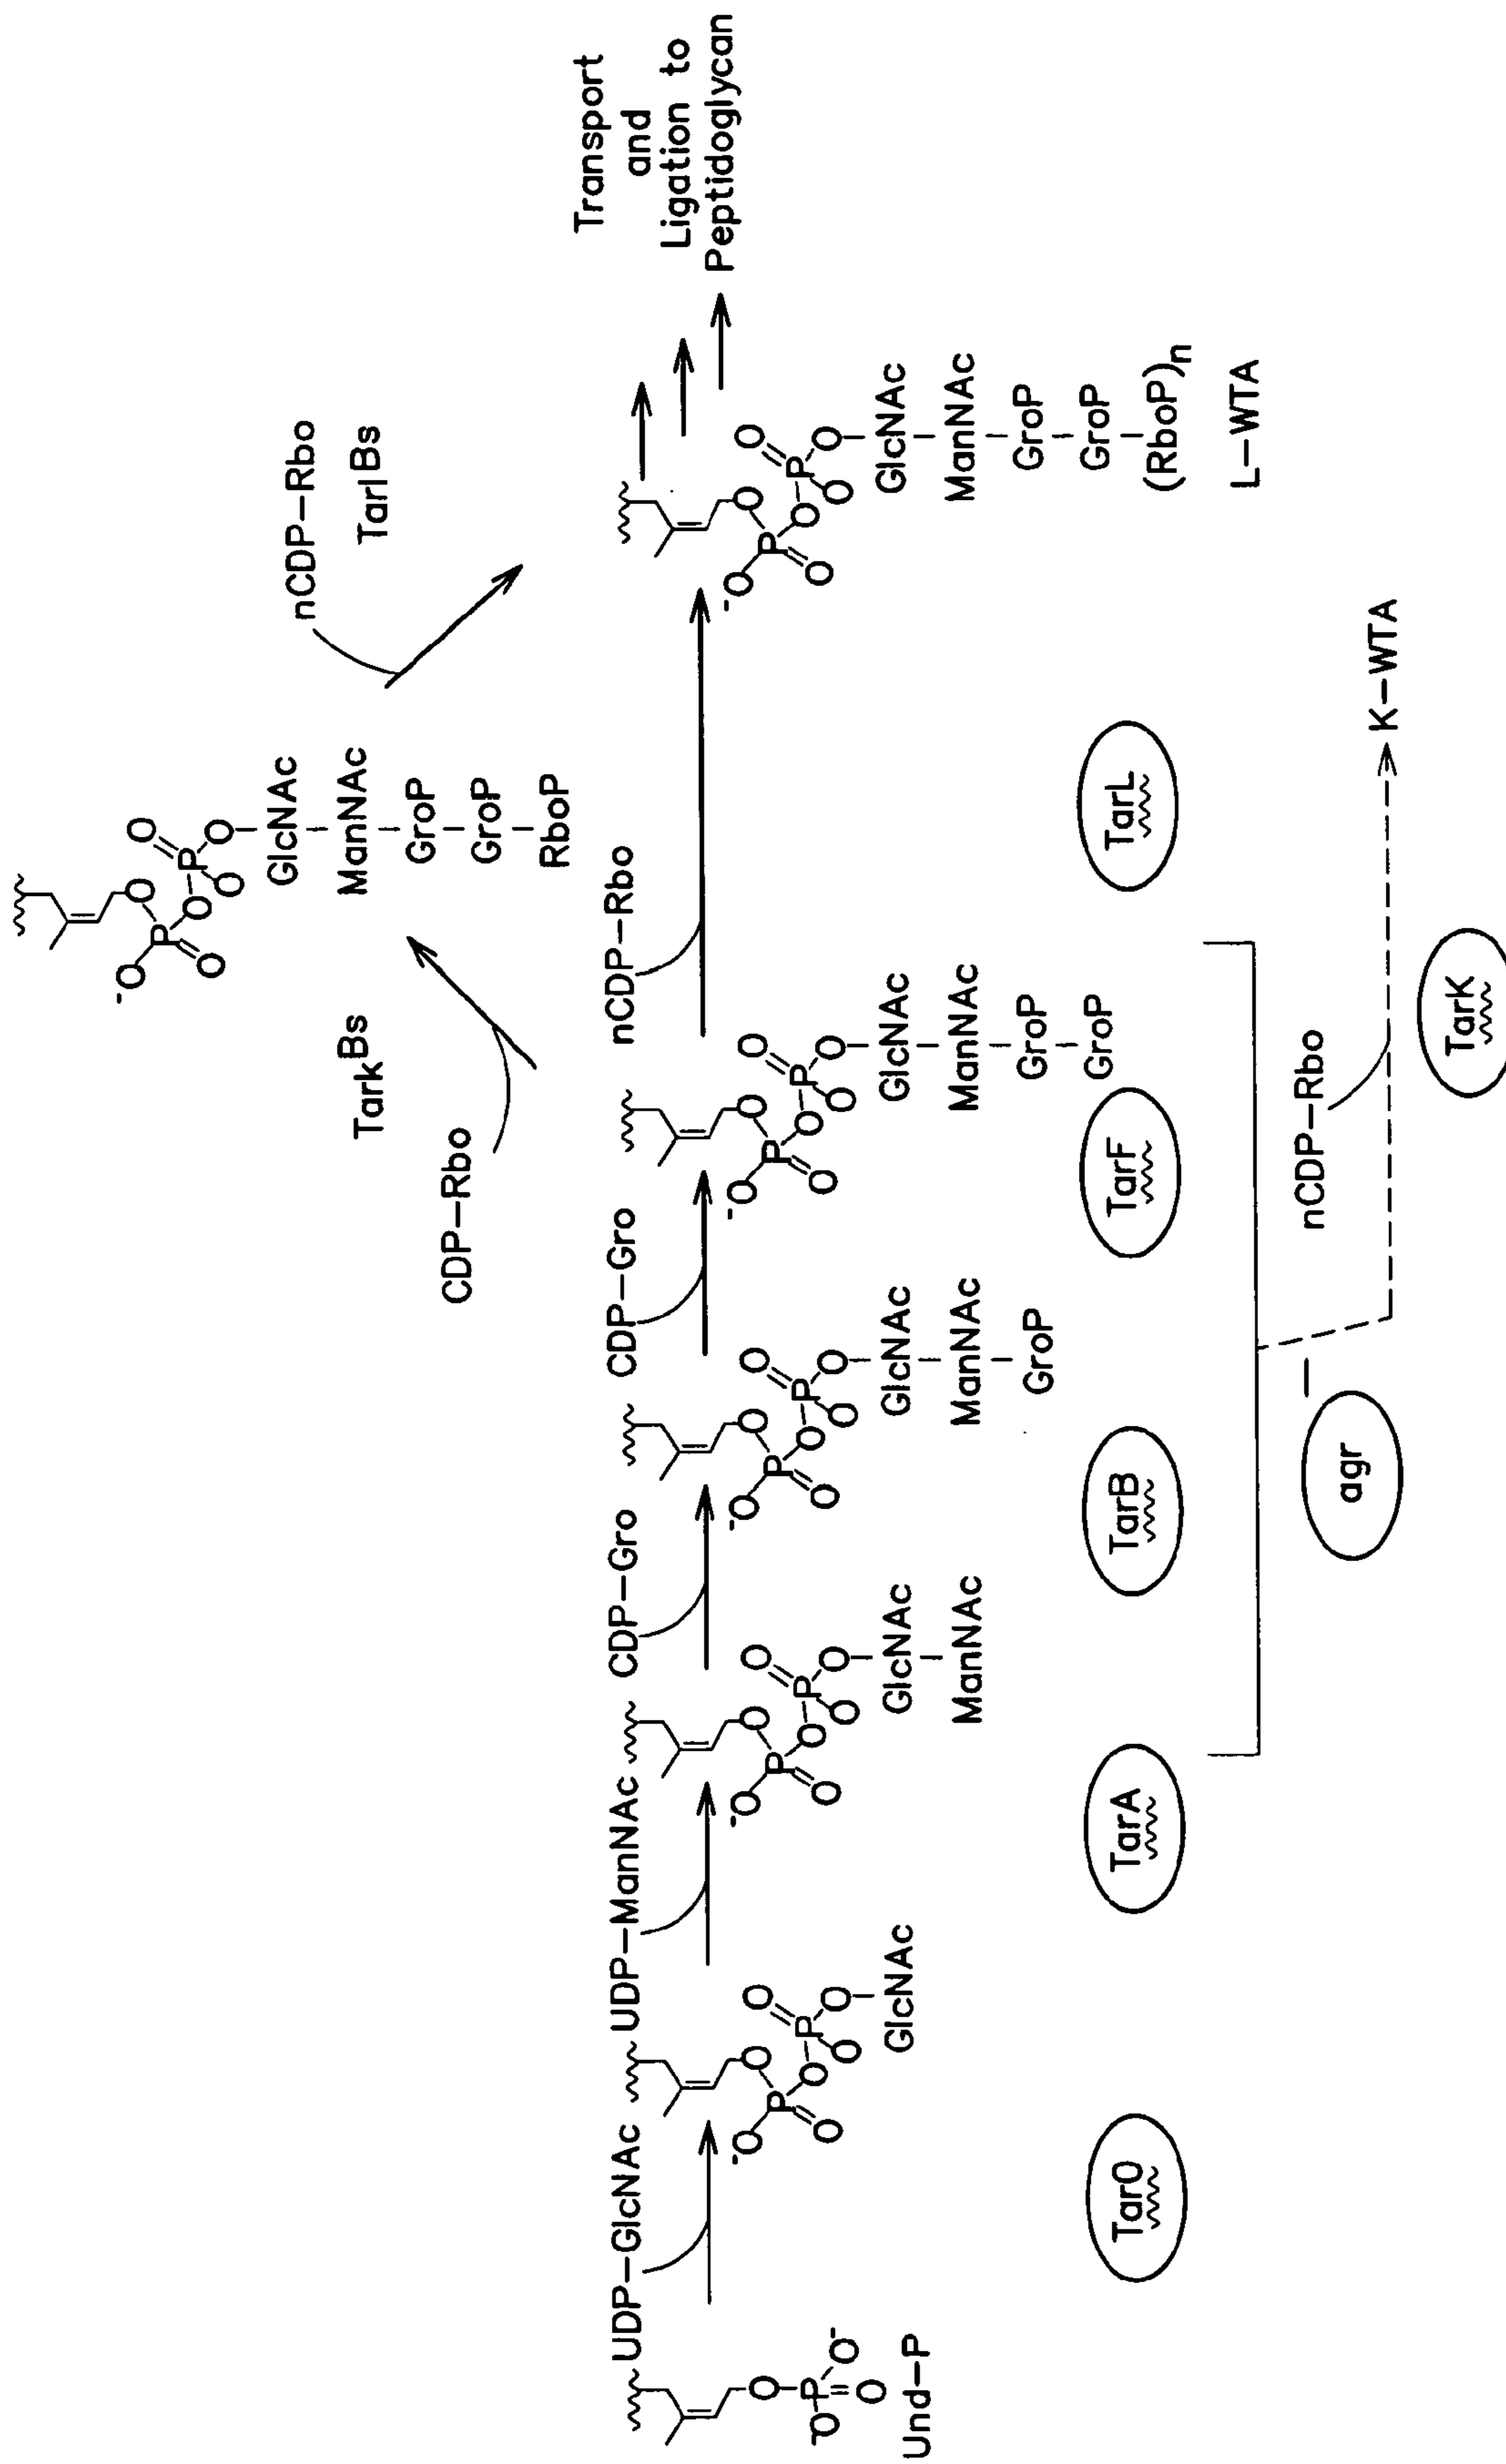 O
O
-O P O P O
O O
GlcNAc
ManNAc
GroP
GroP
RboP
TarkBs
CDP-Rbo
nCDP-Rbo
TarlBs
UDP-GlcNAc
UDP-ManNAc
CDP-Gro
CDP-Gro
nCDP-Rbo
Transport
and
Ligation to
Peptidoglycan
O
-O P O-
O
Und-P
O O
-O P O P O
O O
GlcNAc
O O
-O P O P O
O O
GlcNAc
ManNAc
O O
-O P O P O
O O
GlcNAc
ManNAc
GroP
O O
-O P O P O
O O
GlcNAc
ManNAc
GroP
GroP
O O
-O P O P O
O O
GlcNAc
ManNAc
GroP
GroP
(RboP)n
L-WTA
TarO
TarA
TarB
TarF
TarL
agr
nCDP-Rbo
K-WTA
TarK